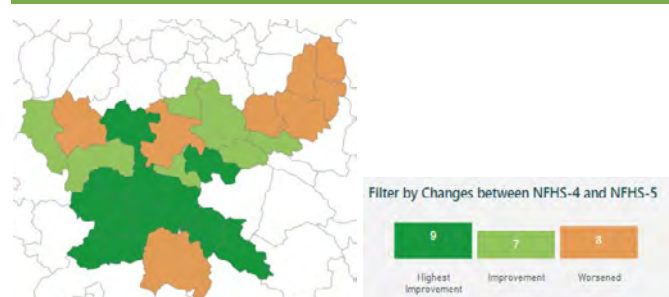 Filter by Changes between NFHS-4 and NFHS-5
9
7
8
Highest
Improvement
Improvement
Worsened